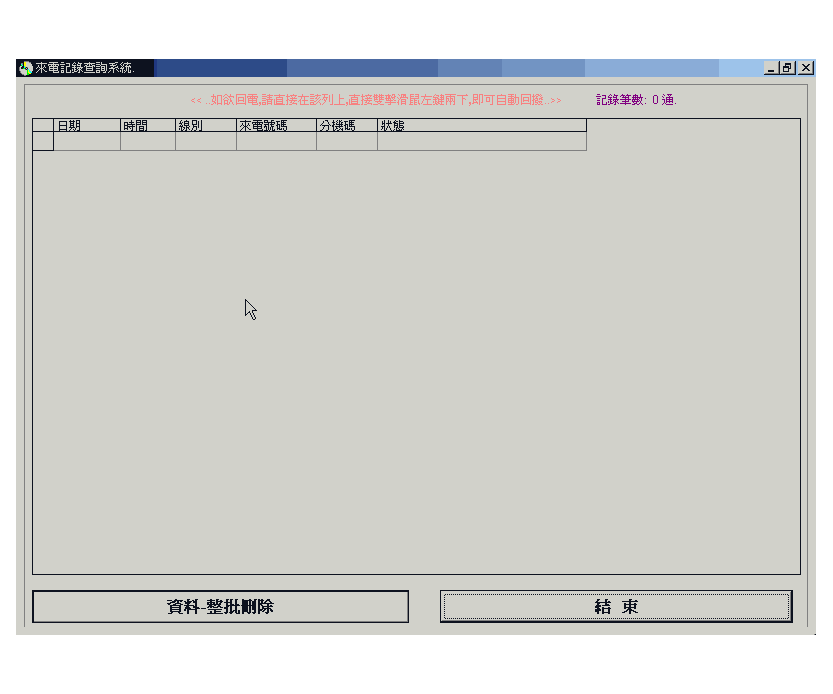 來電記錄查詢系統.
<< ..如欲回電,請直接在該列上,直接雙擊滑鼠左鍵兩下,即可自動回撥..>> 記錄筆數: 0 通.
日期 時間 線別 來電號碼 分機碼 狀態
資料-整批刪除 結 束